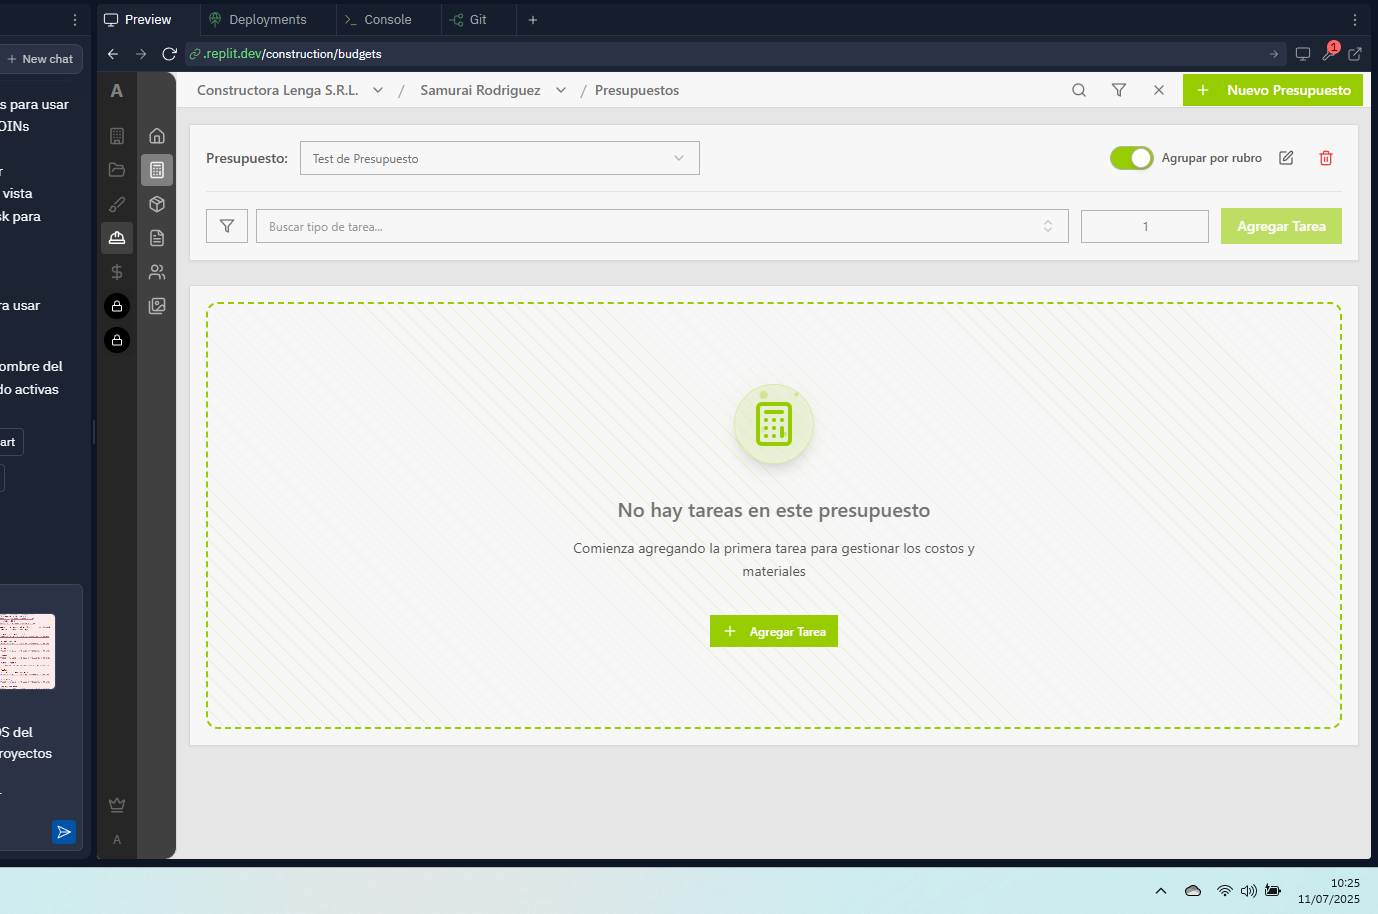 Preview
Deployments
Console
Git
New chat
.replit.dev/construction/budgets
1
s para usar
OINs
r
vista
sk para
ra usar
ombre del
do activas
art
OS del
royectos
A
A
Constructora Lenga S.R.L. / Samurai Rodriguez / Presupuestos
Nuevo Presupuesto
Presupuesto:
Test de Presupuesto
Agrupar por rubro
Buscar tipo de tarea...
1
Agregar Tarea
No hay tareas en este presupuesto
Comienza agregando la primera tarea para gestionar los costos y
materiales
Agregar Tarea
10:25
11/07/2025